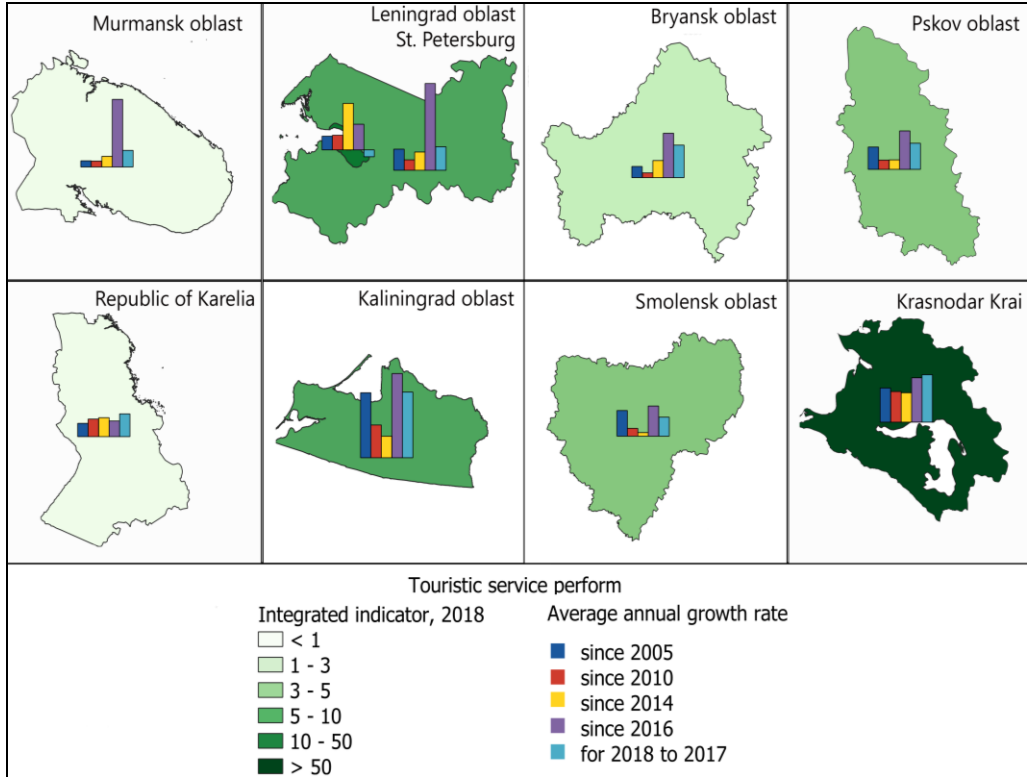 Murmansk oblast
Leningrad oblast
St. Petersburg
Bryansk oblast
Pskov oblast
Republic of Karelia
Kaliningrad oblast
Smolensk oblast
Krasnodar Krai
Touristic service perform
Integrated indicator, 2018
< 1
1 - 3
3 - 5
5 - 10
10 - 50
> 50
Average annual growth rate
since 2005
since 2010
since 2014
since 2016
for 2018 to 2017